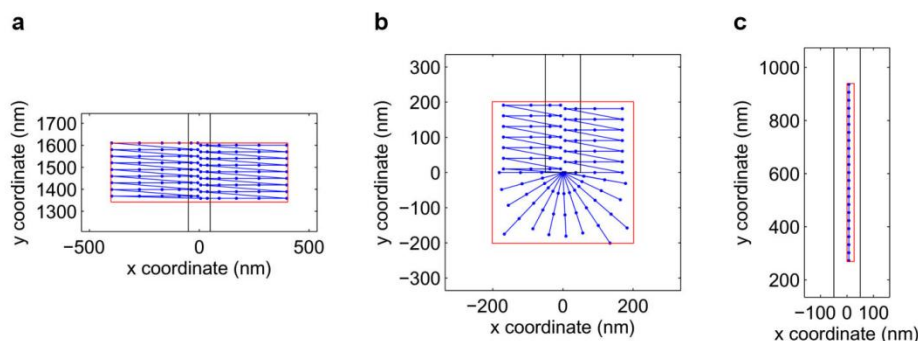 a
1700
1600
1500
1400
1300
y coordinate (nm)
−500
0
500
x coordinate (nm)
b
300
200
100
0
−100
−200
−300
y coordinate (nm)
−200
0
200
x coordinate (nm)
c
1000
800
600
400
200
y coordinate (nm)
−100
0
100
x coordinate (nm)